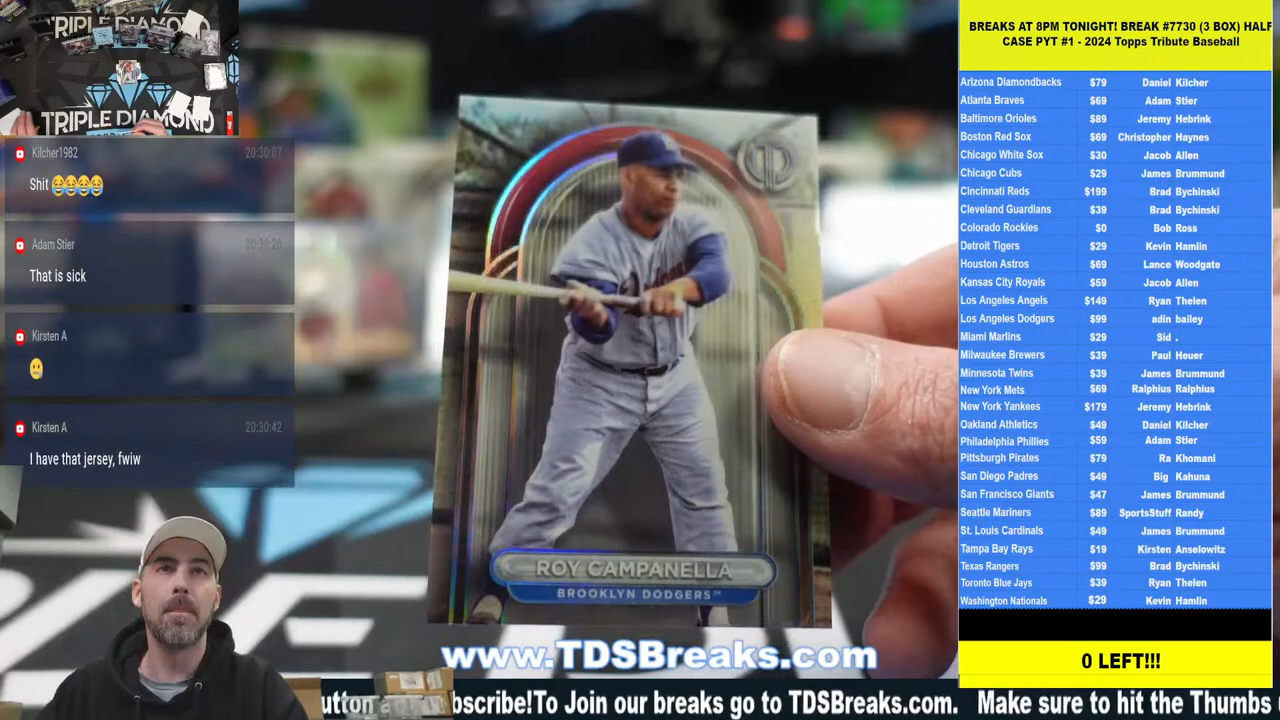 TRIPLE DIAMOND
TRIPLE DIAMOND
Kilcher1982 20:30:07
Shit 😂😂😂😂
Adam Stier 20:30:26
That is sick
Kirsten A
🤐
Kirsten A 20:30:42
I have that jersey, fwiw
ROY CAMPANELLA
BROOKLYN DODGERS™
www.TDSBreaks.com
BREAKS AT 8PM TONIGHT! BREAK #7730 (3 BOX) HALF
CASE PYT #1 - 2024 Topps Tribute Baseball
Arizona Diamondbacks $79 Daniel Kilcher
Atlanta Braves $69 Adam Stier
Baltimore Orioles $89 Jeremy Hebrink
Boston Red Sox $69 Christopher Haynes
Chicago White Sox $30 Jacob Allen
Chicago Cubs $29 James Brummund
Cincinnati Reds $199 Brad Bychinski
Cleveland Guardians $39 Brad Bychinski
Colorado Rockies $0 Bob Ross
Detroit Tigers $29 Kevin Hamlin
Houston Astros $69 Lance Woodgate
Kansas City Royals $59 Jacob Allen
Los Angeles Angels $149 Ryan Thelen
Los Angeles Dodgers $99 adin bailey
Miami Marlins $29 Sid .
Milwaukee Brewers $39 Paul Heuer
Minnesota Twins $39 James Brummund
New York Mets $69 Ralphius Ralphius
New York Yankees $179 Jeremy Hebrink
Oakland Athletics $49 Daniel Kilcher
Philadelphia Phillies $59 Adam Stier
Pittsburgh Pirates $79 Ra Khomani
San Diego Padres $49 Big Kahuna
San Francisco Giants $47 James Brummund
Seattle Mariners $89 SportsStuff Randy
St. Louis Cardinals $49 James Brummund
Tampa Bay Rays $19 Kirsten Anselowitz
Texas Rangers $99 Brad Bychinski
Toronto Blue Jays $39 Ryan Thelen
Washington Nationals $29 Kevin Hamlin
0 LEFT!!!
utton bscribe!To Join our breaks go to TDSBreaks.com. Make sure to hit the Thumbs